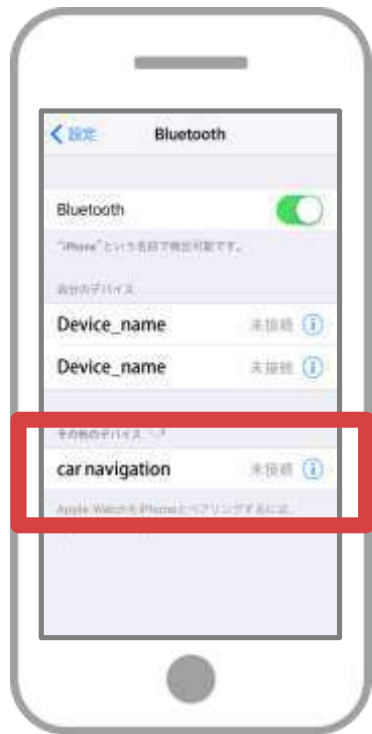 設定 Bluetooth
Bluetooth
"iPhone"という名前で検出可能です。
自分のデバイス
Device_name 未接続
Device_name 未接続
その他のデバイス
car navigation 未接続
Apple WatchをiPhoneとペアリングするには、